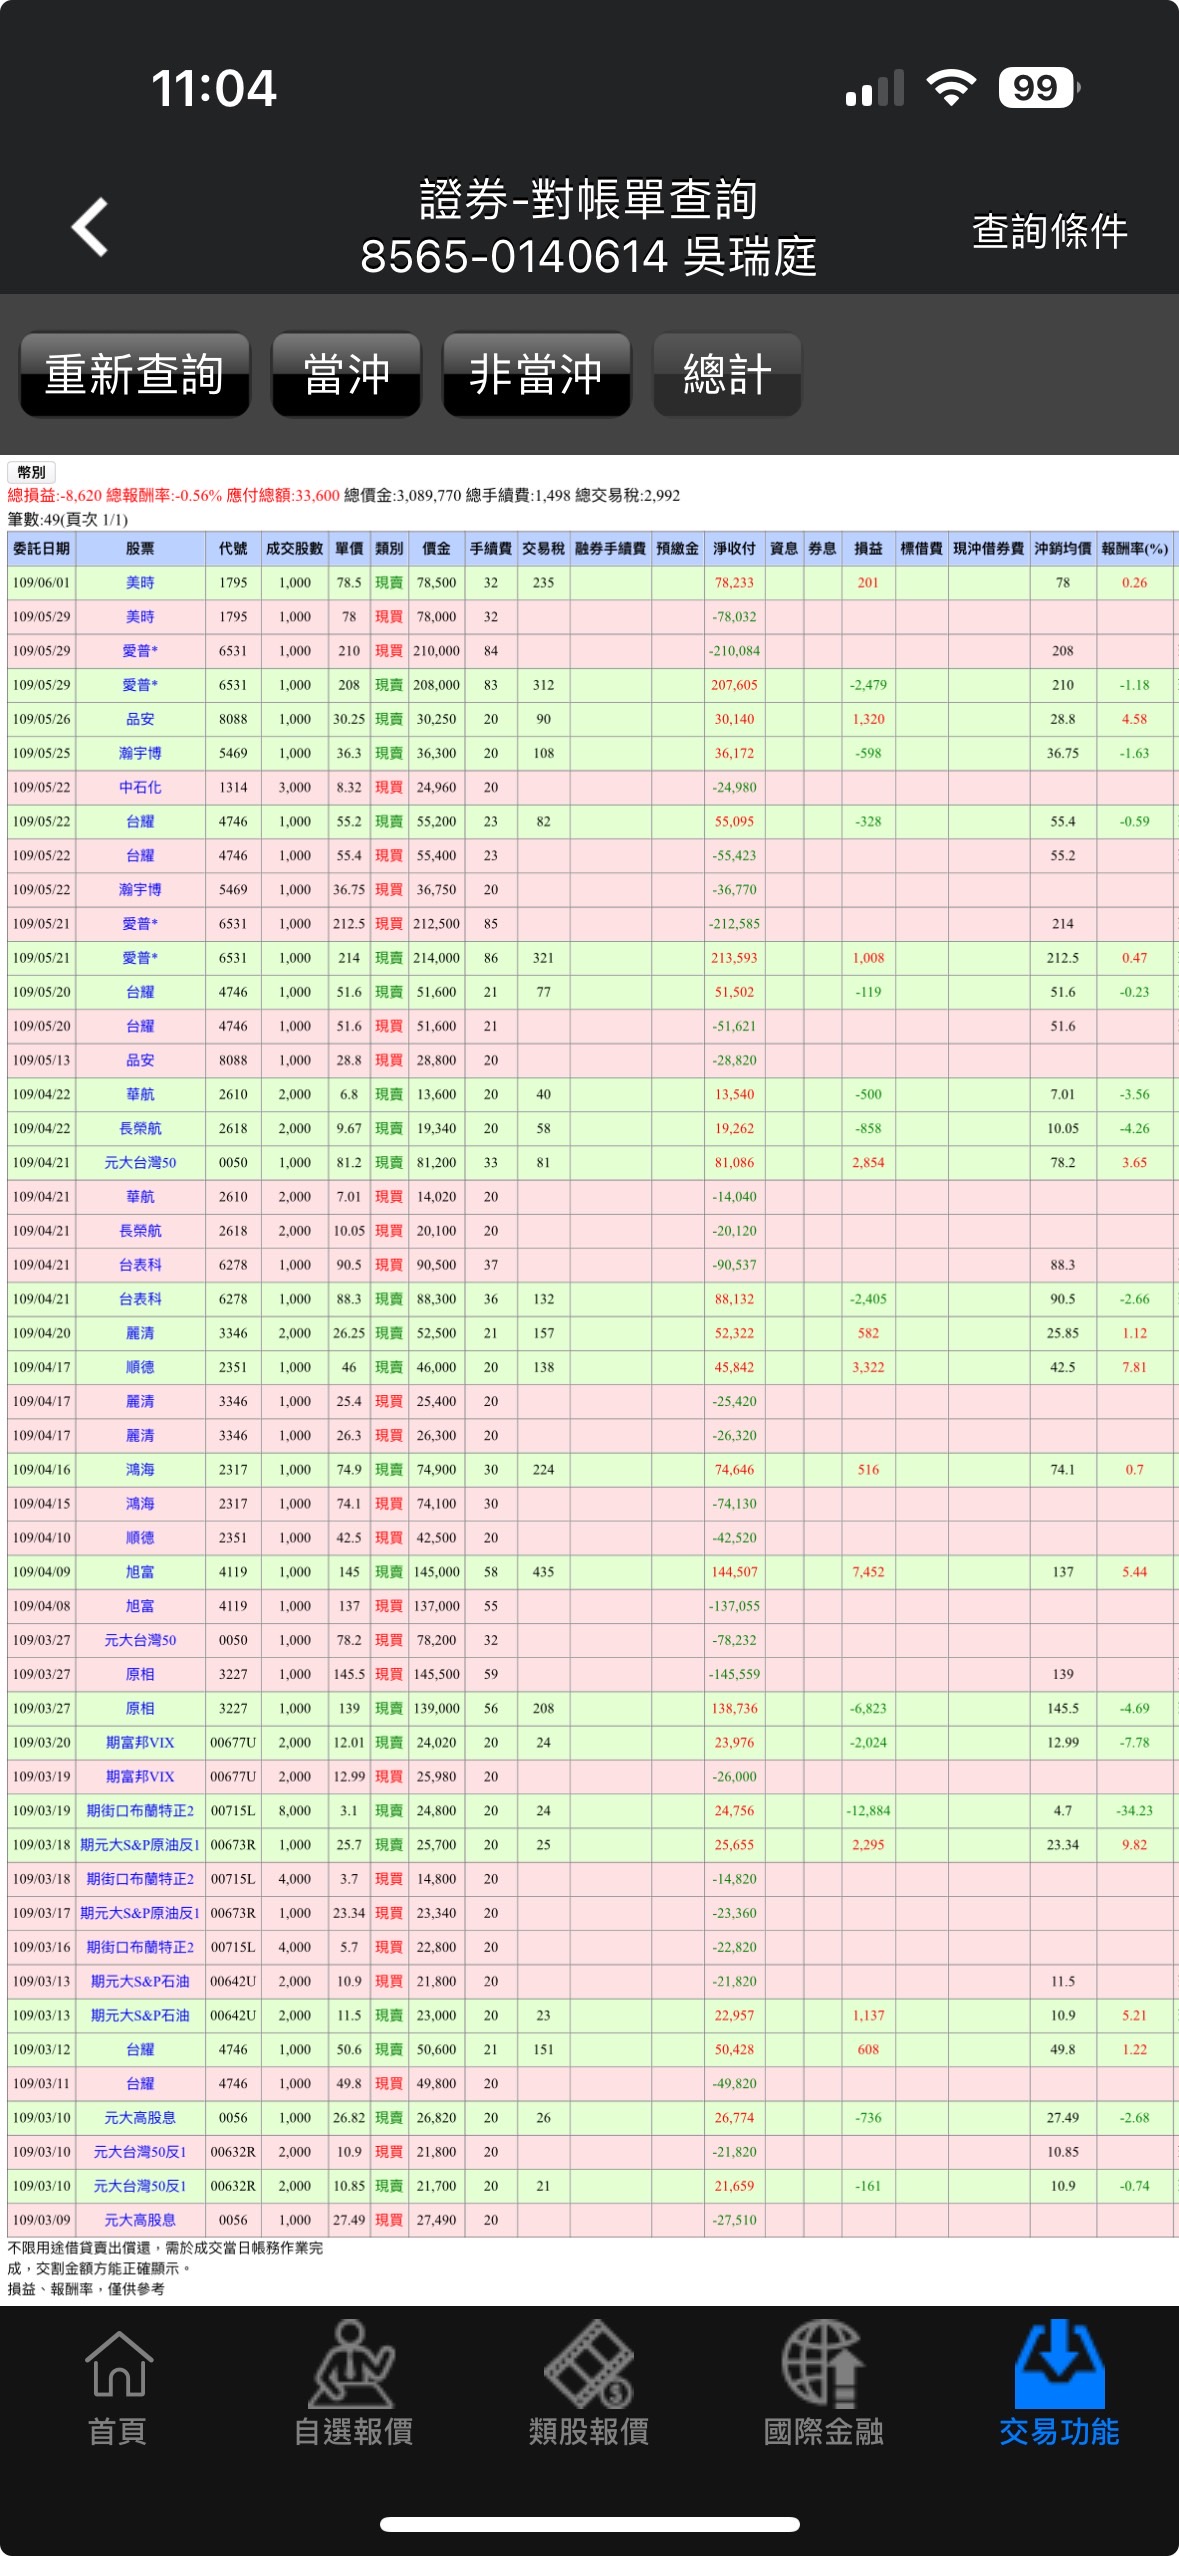 11:04
99
證券-對帳單查詢
8565-0140614 吳瑞庭
查詢條件
重新查詢 當沖 非當沖 總計
幣別
總損益:-8,620 總報酬率:-0.56% 應付總額:33,600 總價金:3,089,770 總手續費:1,498 總交易稅:2,992
筆數:49(頁次 1/1)
委託日期 股票 代號 成交股數 單價 類別 價金 手續費 交易稅 融券手續費 預繳金 淨收付 資息 券息 損益 標借費 現沖借券費 沖銷均價 報酬率(%)
109/06/01 美時 1795 1,000 78.5 現賣 78,500 32 235 78,233 201 78 0.26
109/05/29 美時 1795 1,000 78 現買 78,000 32 -78,032
109/05/29 愛普* 6531 1,000 210 現買 210,000 84 -210,084 208
109/05/29 愛普* 6531 1,000 208 現賣 208,000 83 312 207,605 -2,479 210 -1.18
109/05/26 品安 8088 1,000 30.25 現賣 30,250 20 90 30,140 1,320 28.8 4.58
109/05/25 瀚宇博 5469 1,000 36.3 現賣 36,300 20 108 36,172 -598 36.75 -1.63
109/05/22 中石化 1314 3,000 8.32 現買 24,960 20 -24,980
109/05/22 台耀 4746 1,000 55.2 現賣 55,200 23 82 55,095 -328 55.4 -0.59
109/05/22 台耀 4746 1,000 55.4 現買 55,400 23 -55,423 55.2
109/05/22 瀚宇博 5469 1,000 36.75 現買 36,750 20 -36,770
109/05/21 愛普* 6531 1,000 212.5 現買 212,500 85 -212,585 214
109/05/21 愛普* 6531 1,000 214 現賣 214,000 86 321 213,593 1,008 212.5 0.47
109/05/20 台耀 4746 1,000 51.6 現賣 51,600 21 77 51,502 -119 51.6 -0.23
109/05/20 台耀 4746 1,000 51.6 現買 51,600 21 -51,621 51.6
109/05/13 品安 8088 1,000 28.8 現買 28,800 20 -28,820
109/04/22 華航 2610 2,000 6.8 現賣 13,600 20 40 13,540 -500 7.01 -3.56
109/04/22 長榮航 2618 2,000 9.67 現賣 19,340 20 58 19,262 -858 10.05 -4.26
109/04/21 元大台灣50 0050 1,000 81.2 現賣 81,200 33 81 81,086 2,854 78.2 3.65
109/04/21 華航 2610 2,000 7.01 現買 14,020 20 -14,040
109/04/21 長榮航 2618 2,000 10.05 現買 20,100 20 -20,120
109/04/21 台表科 6278 1,000 90.5 現買 90,500 37 -90,537 88.3
109/04/21 台表科 6278 1,000 88.3 現賣 88,300 36 132 88,132 -2,405 90.5 -2.66
109/04/20 麗清 3346 2,000 26.25 現賣 52,500 21 157 52,322 582 25.85 1.12
109/04/17 順德 2351 1,000 46 現賣 46,000 20 138 45,842 3,322 42.5 7.81
109/04/17 麗清 3346 1,000 25.4 現買 25,400 20 -25,420
109/04/17 麗清 3346 1,000 26.3 現買 26,300 20 -26,320
109/04/16 鴻海 2317 1,000 74.9 現賣 74,900 30 224 74,646 516 74.1 0.7
109/04/15 鴻海 2317 1,000 74.1 現買 74,100 30 -74,130
109/04/10 順德 2351 1,000 42.5 現買 42,500 20 -42,520
109/04/09 旭富 4119 1,000 145 現賣 145,000 58 435 144,507 7,452 137 5.44
109/04/08 旭富 4119 1,000 137 現買 137,000 55 -137,055
109/03/27 元大台灣50 0050 1,000 78.2 現買 78,200 32 -78,232
109/03/27 原相 3227 1,000 145.5 現買 145,500 59 -145,559 139
109/03/27 原相 3227 1,000 139 現賣 139,000 56 208 138,736 -6,823 145.5 -4.69
109/03/20 期富邦VIX 00677U 2,000 12.01 現賣 24,020 20 24 23,976 -2,024 12.99 -7.78
109/03/19 期富邦VIX 00677U 2,000 12.99 現買 25,980 20 -26,000
109/03/19 期街口布蘭特正2 00715L 8,000 3.1 現賣 24,800 20 24 24,756 -12,884 4.7 -34.23
109/03/18 期元大S&P原油反1 00673R 1,000 25.7 現賣 25,700 20 25 25,655 2,295 23.34 9.82
109/03/18 期街口布蘭特正2 00715L 4,000 3.7 現買 14,800 20 -14,820
109/03/17 期元大S&P原油反1 00673R 1,000 23.34 現買 23,340 20 -23,360
109/03/16 期街口布蘭特正2 00715L 4,000 5.7 現買 22,800 20 -22,820
109/03/13 期元大S&P石油 00642U 2,000 10.9 現買 21,800 20 -21,820 11.5
109/03/13 期元大S&P石油 00642U 2,000 11.5 現賣 23,000 20 23 22,957 1,137 10.9 5.21
109/03/12 台耀 4746 1,000 50.6 現賣 50,600 21 151 50,428 608 49.8 1.22
109/03/11 台耀 4746 1,000 49.8 現買 49,800 20 -49,820
109/03/10 元大高股息 0056 1,000 26.82 現賣 26,820 20 26 26,774 -736 27.49 -2.68
109/03/10 元大台灣50反1 00632R 2,000 10.9 現買 21,800 20 -21,820 10.85
109/03/10 元大台灣50反1 00632R 2,000 10.85 現賣 21,700 20 21 21,659 -161 10.9 -0.74
109/03/09 元大高股息 0056 1,000 27.49 現買 27,490 20 -27,510
不限用途借貸賣出償還，需於成交當日帳務作業完
成，交割金額方能正確顯示。
損益、報酬率，僅供參考
首頁 自選報價 類股報價 國際金融 交易功能